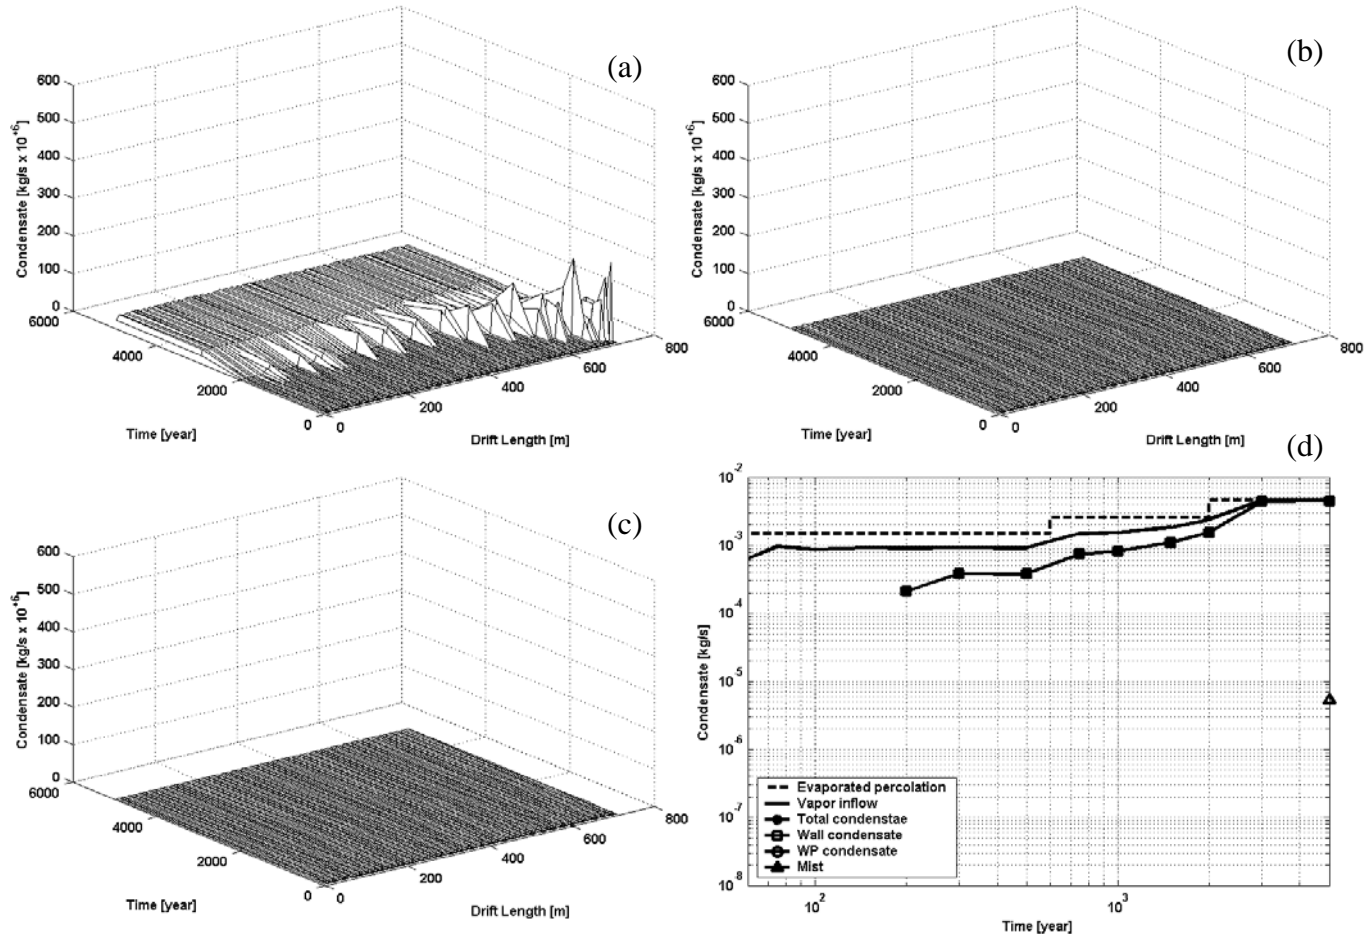 (a)
600
500
400
300
200
100
0
Condensate [kg/s x 10⁺⁶]
6000
4000
2000
0
Time [year]
0
200
400
600
800
Drift Length [m]
(b)
600
500
400
300
200
100
0
Condensate [kg/s x 10⁺⁶]
6000
4000
2000
0
Time [year]
0
200
400
600
800
Drift Length [m]
(c)
600
500
400
300
200
100
0
Condensate [kg/s x 10⁺⁶]
6000
4000
2000
0
Time [year]
0
200
400
600
800
Drift Length [m]
(d)
10⁻²
10⁻³
10⁻⁴
10⁻⁵
10⁻⁶
10⁻⁷
10⁻⁸
Condensate [kg/s]
Evaporated percolation
Vapor inflow
Total condenstae
Wall condensate
WP condensate
Mist
10²
10³
Time [year]